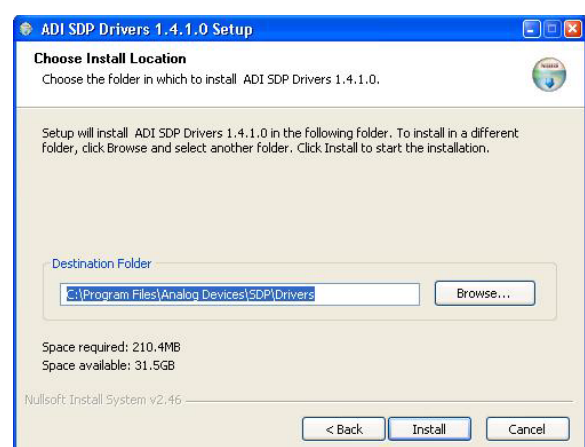 ADI SDP Drivers 1.4.1.0 Setup
Choose Install Location
Choose the folder in which to install ADI SDP Drivers 1.4.1.0.
Setup will install ADI SDP Drivers 1.4.1.0 in the following folder. To install in a different
folder, click Browse and select another folder. Click Install to start the installation.
Destination Folder
C:\Program Files\Analog Devices\SDP\Drivers
Browse...
Space required: 210.4MB
Space available: 31.5GB
Nullsoft Install System v2.46
< Back
Install
Cancel